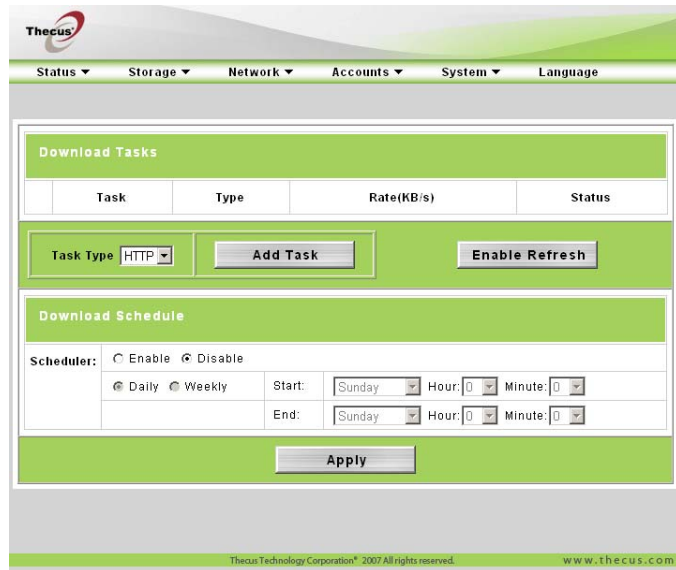 Thecus
Status ▼ Storage ▼ Network ▼ Accounts ▼ System ▼ Language
Download Tasks
Task Type Rate(KB/s) Status
Task Type HTTP Add Task Enable Refresh
Download Schedule
Scheduler: Enable Disable
Daily Weekly Start: Sunday Hour: 0 Minute: 0
End: Sunday Hour: 0 Minute: 0
Apply
Thecus Technology Corporation® 2007 All rights reserved. www.thecus.com